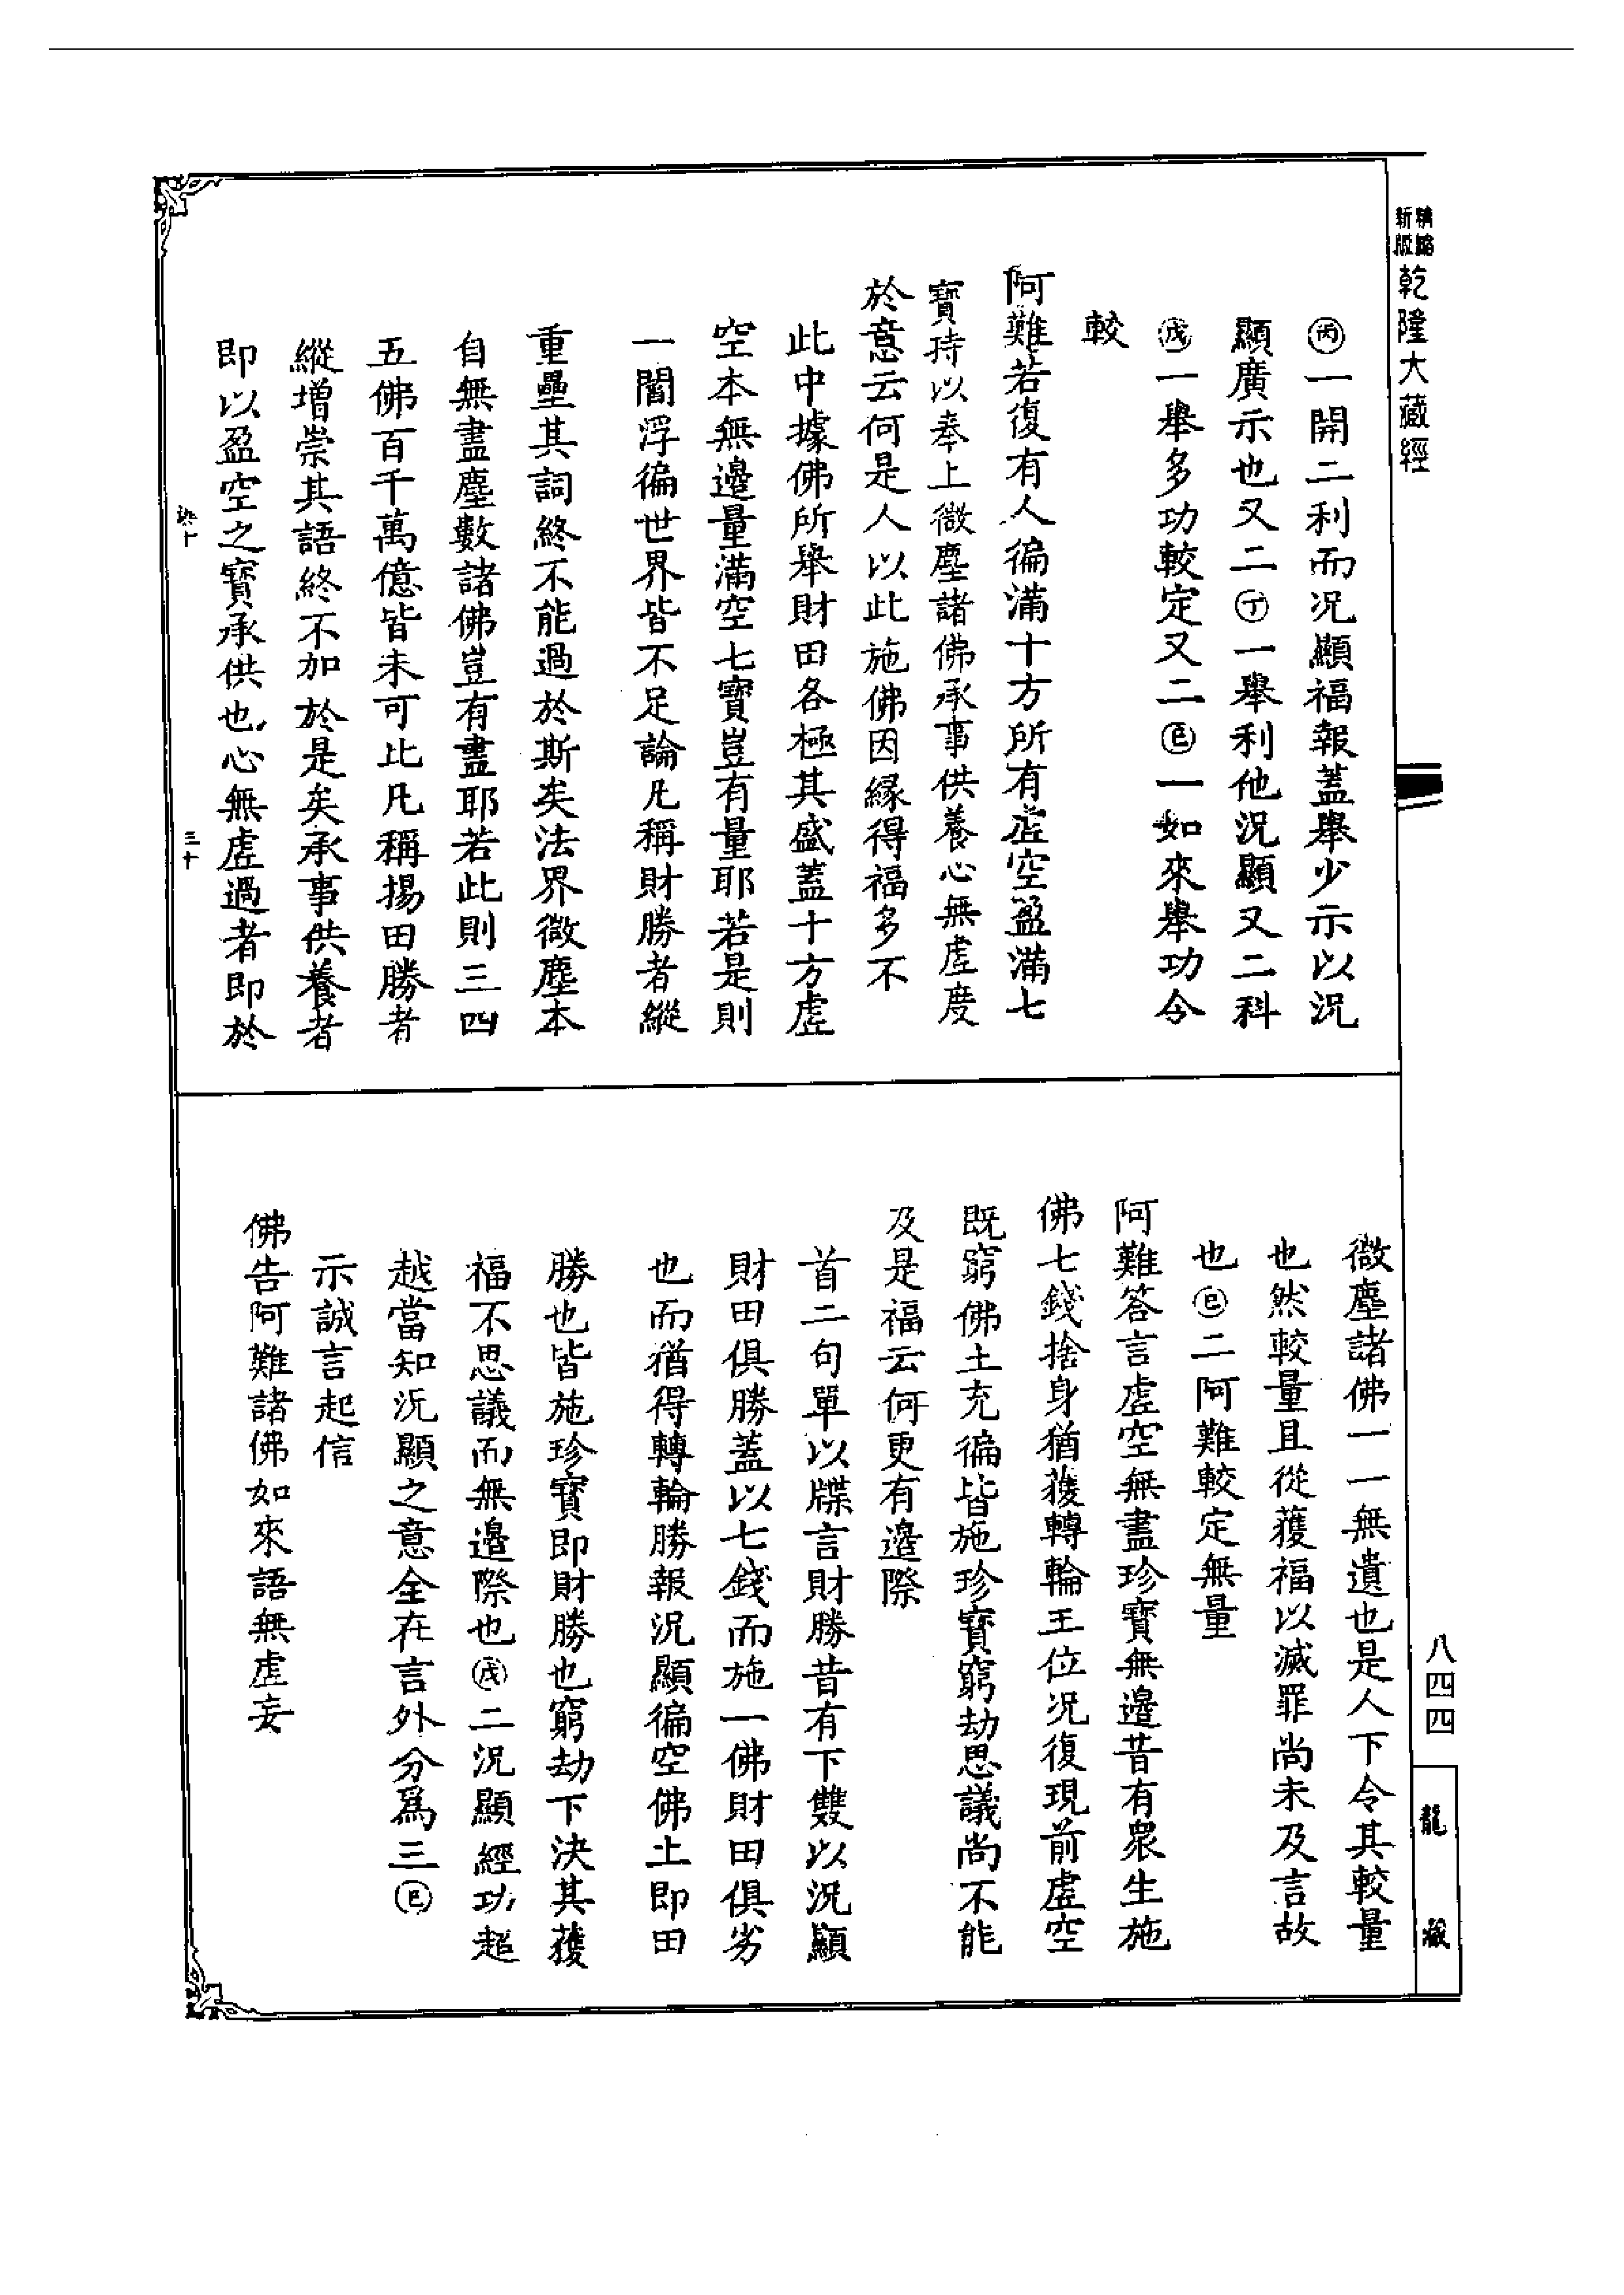 精縮新版
乾隆大藏經
㊅一開二利而況顯福報蓋舉少示以況
顯廣示也又二㊀一舉利他況顯又二科
㊉一舉多功較定又二㊁一如來舉功令
較
阿難若復有人徧滿十方所有虛空盈滿七
寶持以奉上微塵諸佛承事供養心無虛度
於意云何是人以此施佛因緣得福多不
此中據佛所舉財田各極其盛蓋十方虛
空本無邊量滿空七寶豈有量耶若是則
一閻浮徧世界皆不足論凡稱財勝者縱
重疊其詞終不能過於斯矣法界微塵本
自無盡塵數諸佛豈有盡耶若此則三四
五佛百千萬億皆未可比凡稱揚田勝者
縱增崇其語終不加於是矣承事供養者
即以盈空之寶承供也心無虛過者即於
三十
微塵諸佛一一無遺也是人下令其較量
也然較量且從獲福以滅罪尚未及言故
也㊁二阿難較定無量
阿難答言虛空無盡珍寶無邊昔有眾生施
佛七錢捨身猶獲轉輪王位況復現前虛空
既窮佛土充徧皆施珍寶窮劫思議尚不能
及是福云何更有邊際
首二句單以牒言財勝昔有下雙以況顯
財田俱勝蓋以七錢而施一佛財田俱劣
也而猶得轉輪勝報況顯徧空佛土即田
勝也皆施珍寶即財勝也窮劫下決其獲
福不思議而無邊際也㊉二況顯經功超
越當知況顯之意全在言外分為三㊁
示誠言起信
佛告阿難諸佛如來語無虛妄
八四四
龍藏